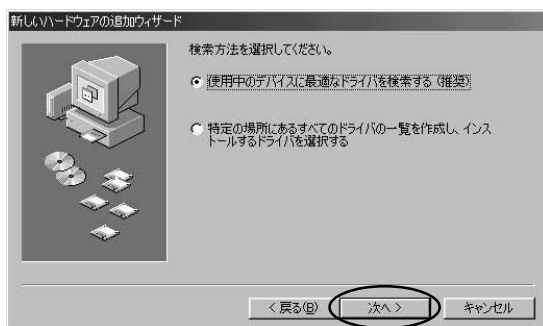 新しいハードウェアの追加ウィザード
検索方法を選択してください。
使用中のデバイスに最適なドライバを検索する (推奨)
特定の場所にあるすべてのドライバの一覧を作成し、インス
トールするドライバを選択する
< 戻る(B)
次へ >
キャンセル